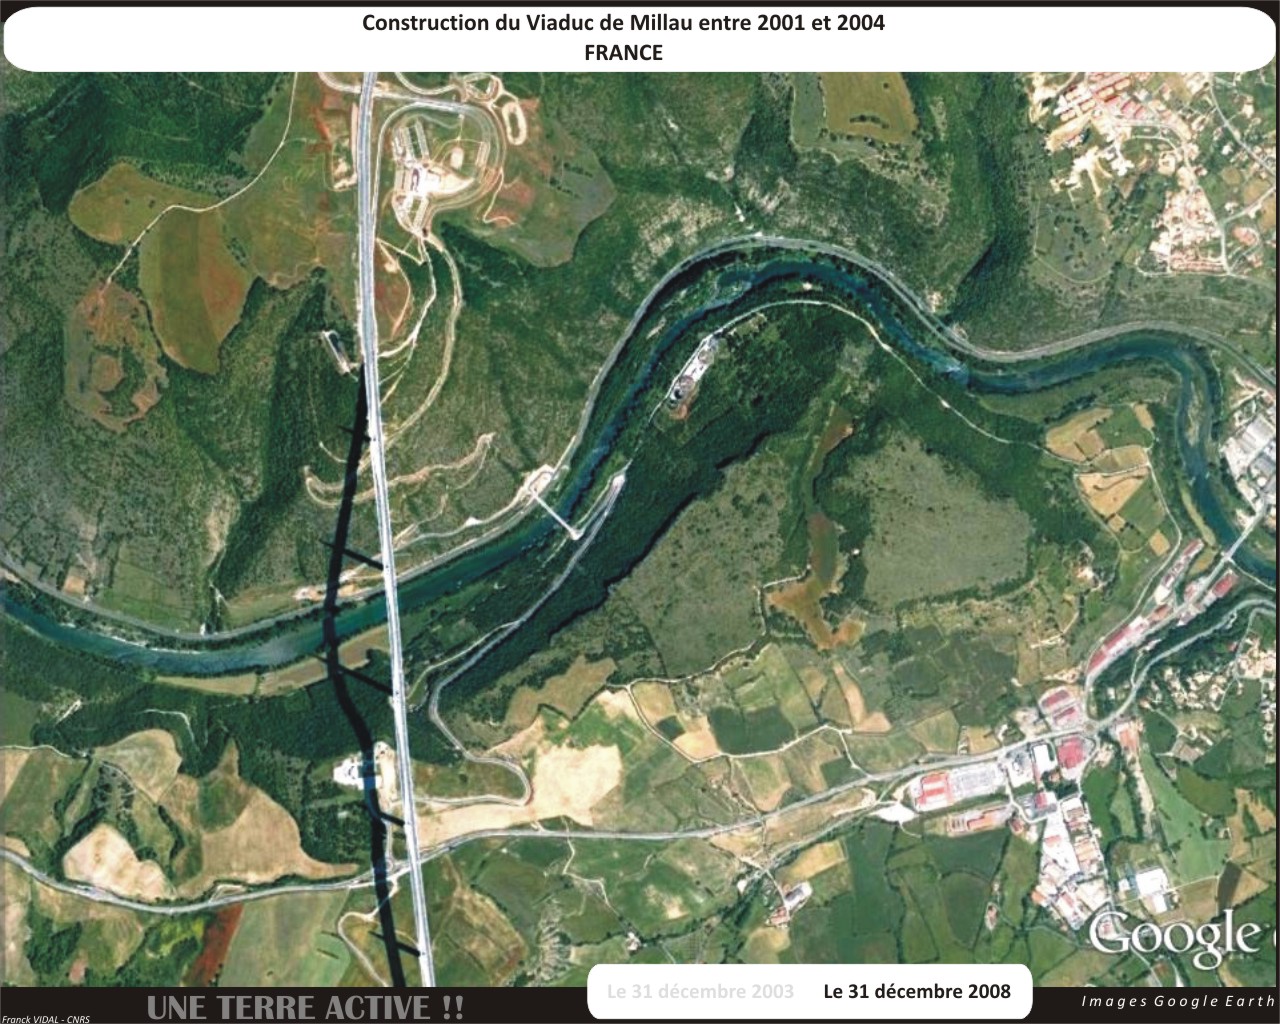 Construction du Viaduc de Millau entre 2001 et 2004
FRANCE
Google
Le 31 décembre 2003 Le 31 décembre 2008
Images Google Earth
UNE TERRE ACTIVE !!
Franck VIDAL - CNRS